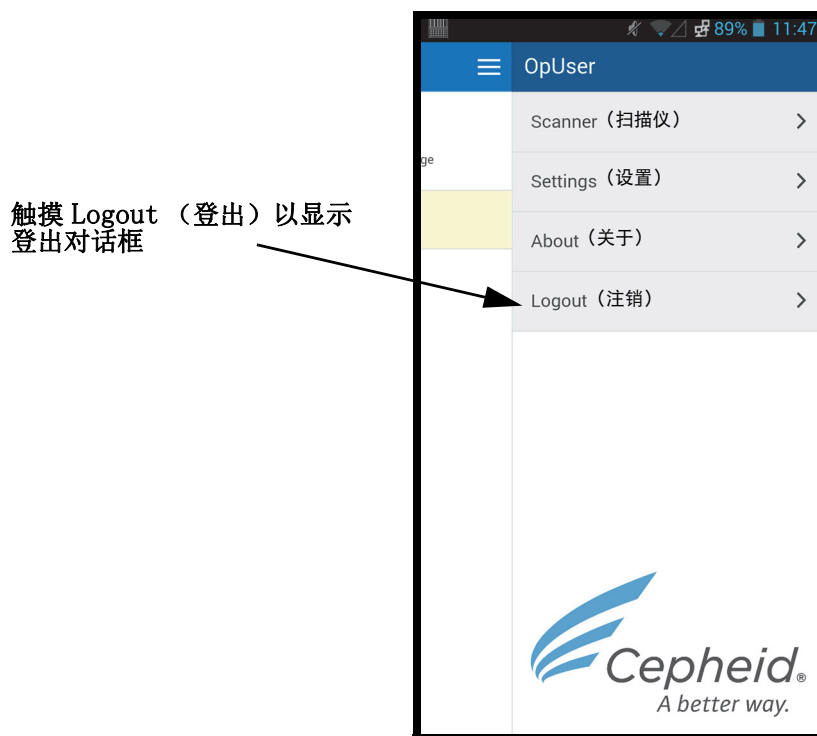 89% 11:47
OpUser
Scanner（扫描仪）
ge
Settings（设置）
触摸 Logout （登出）以显示
登出对话框
About（关于）
Logout（注销）
Cepheid®
A better way.